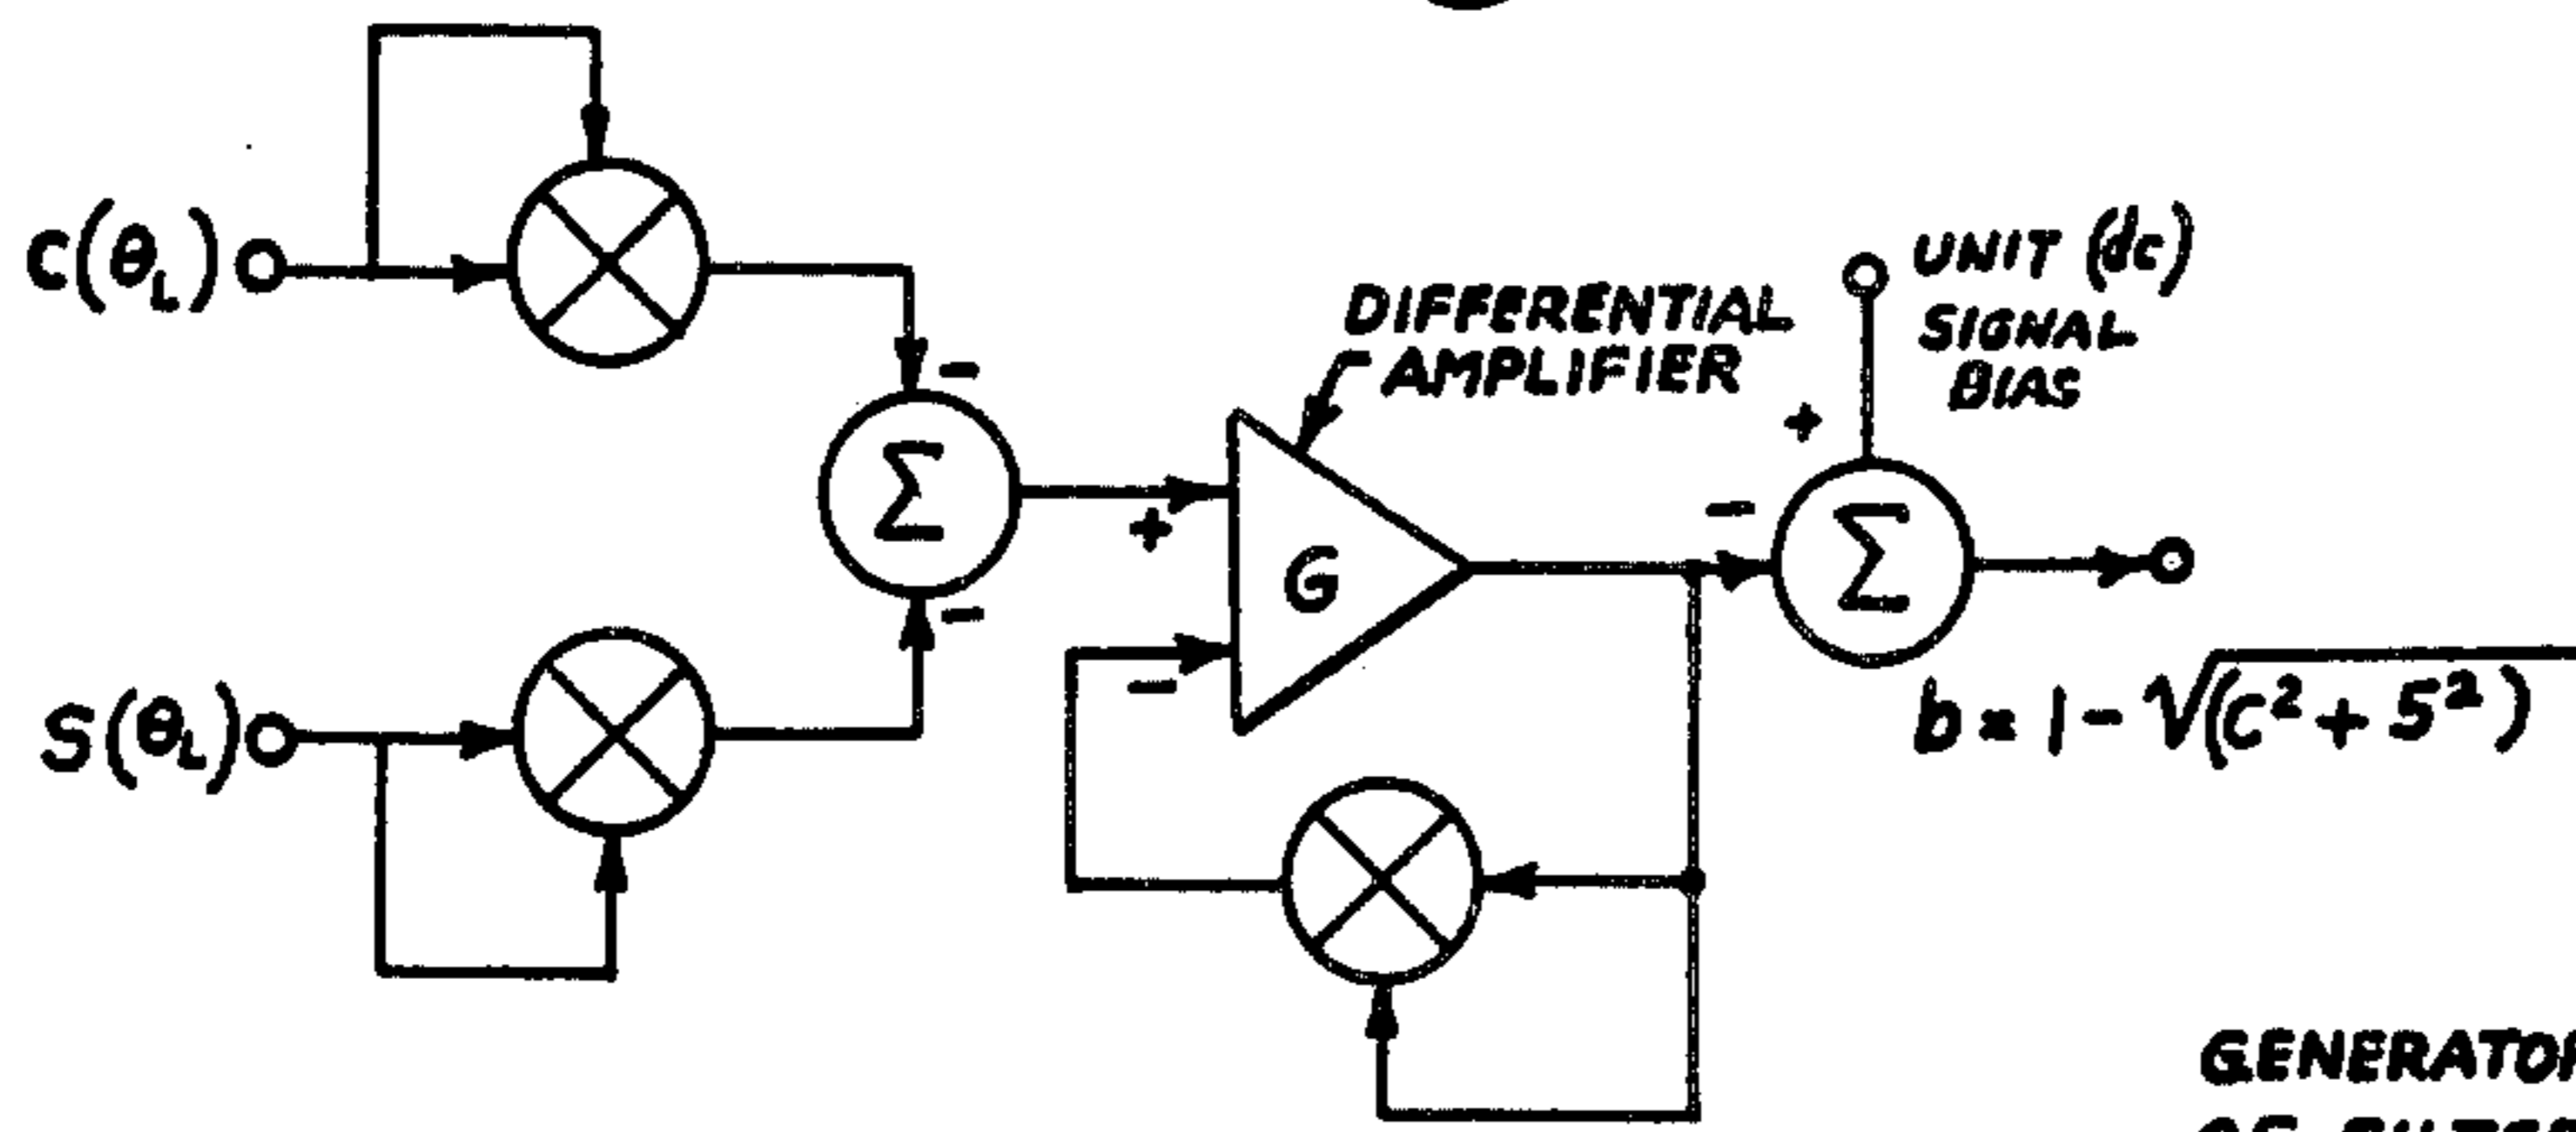 C(θL)
-
Σ
-
S(θL)
DIFFERENTIAL
AMPLIFIER
+
G
-
UNIT (dc)
SIGNAL
BIAS
+
-
Σ
b = 1 - √(C² + S²)
GENERATOR